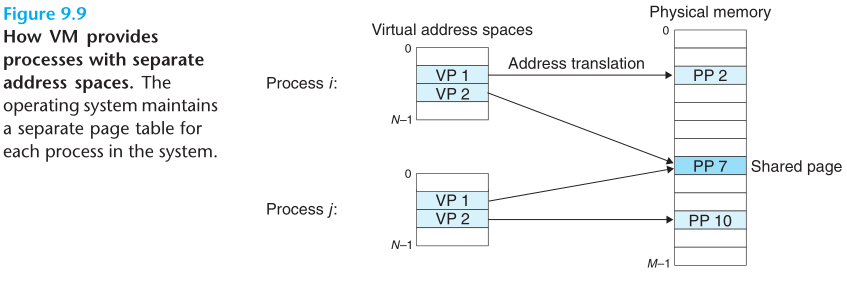 Figure 9.9
How VM provides
processes with separate
address spaces. The
operating system maintains
a separate page table for
each process in the system.
Virtual address spaces
Physical memory
Process i:
0
VP 1
VP 2
N–1
Address translation
0
PP 2
PP 7
Shared page
PP 10
M–1
Process j:
0
VP 1
VP 2
N–1